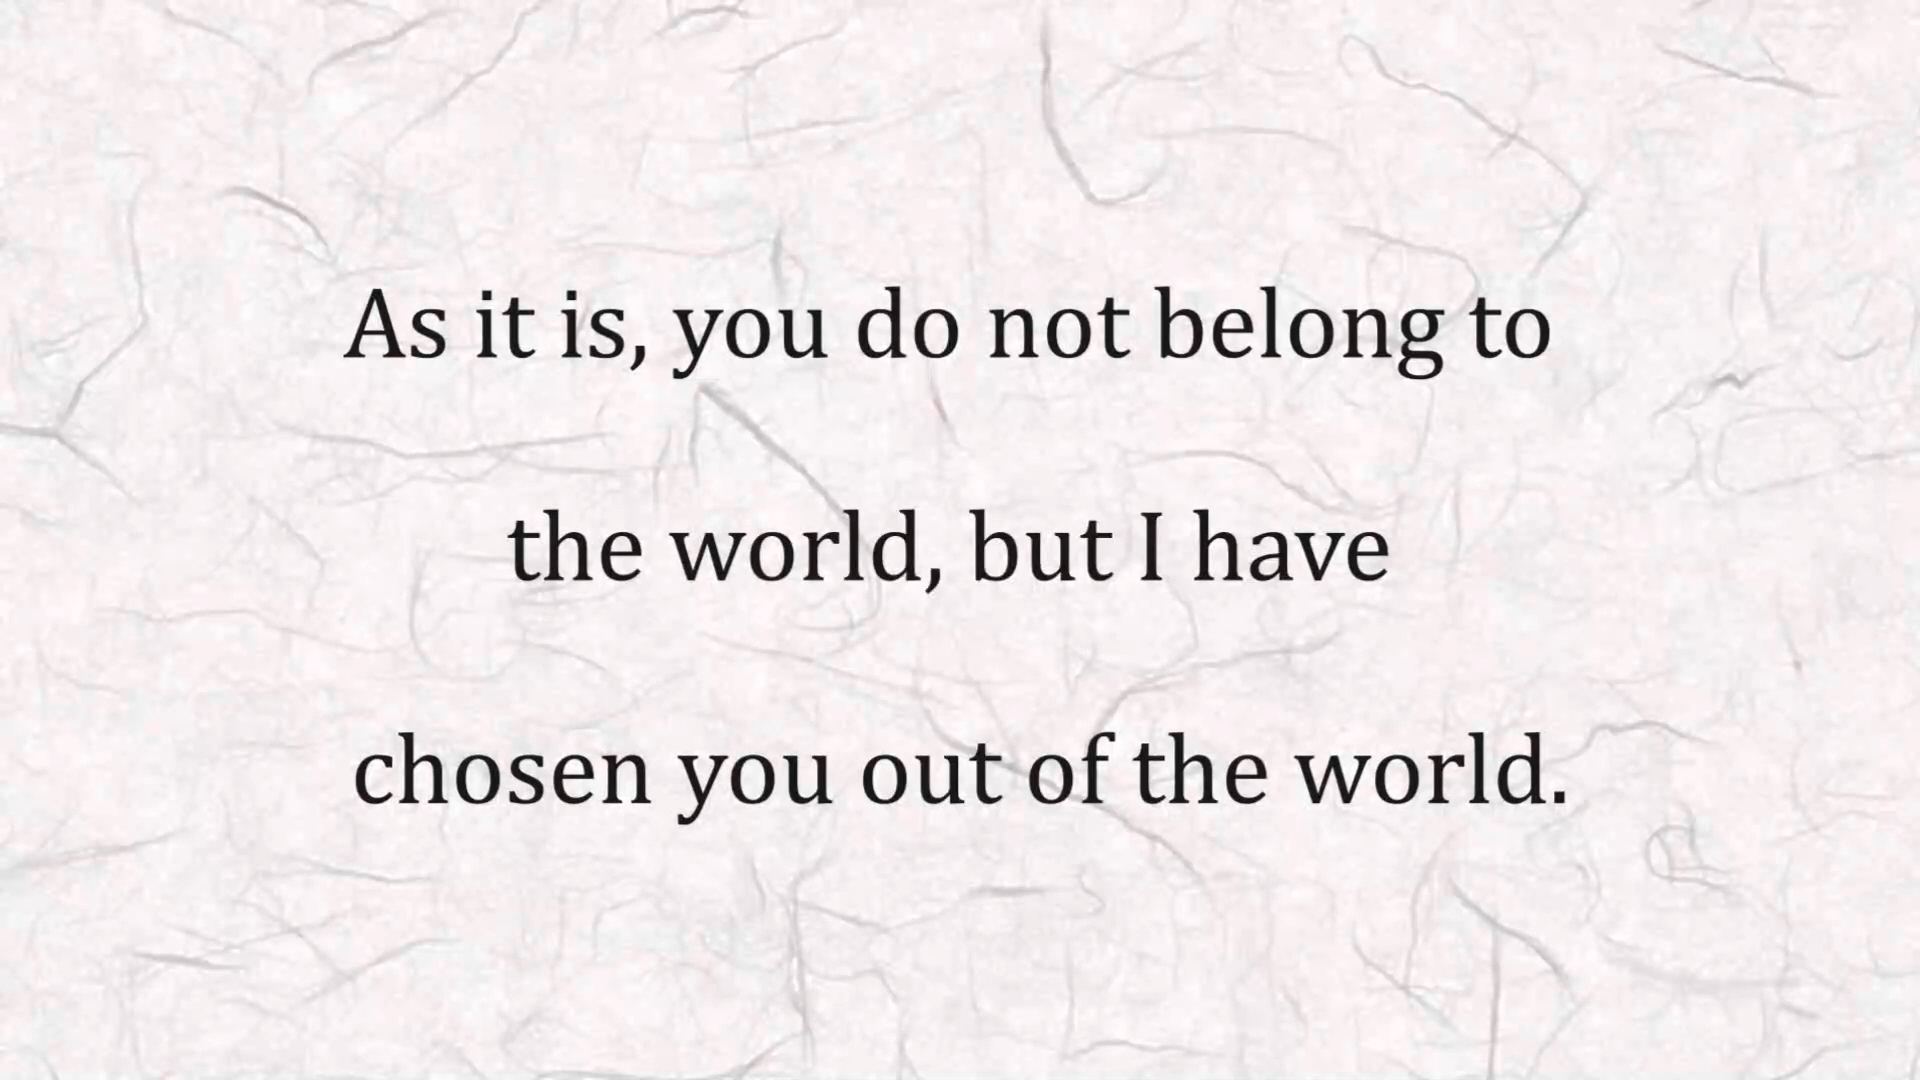 As it is, you do not belong to
the world, but I have
chosen you out of the world.